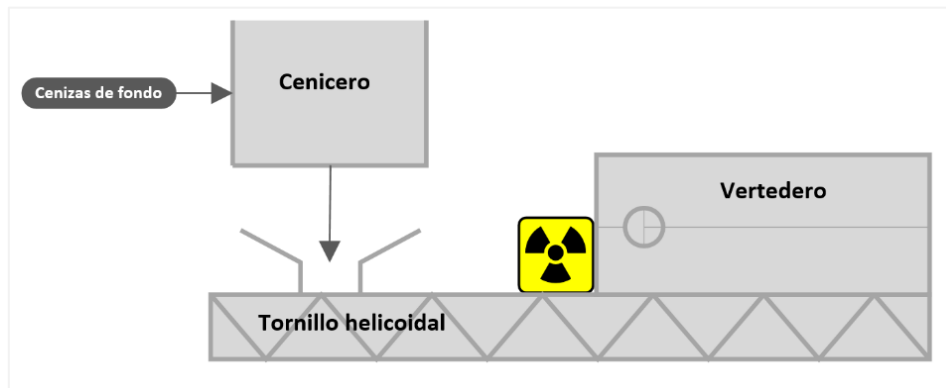 Cenicero
Cenizas de fondo
Vertedero
Tornillo helicoidal